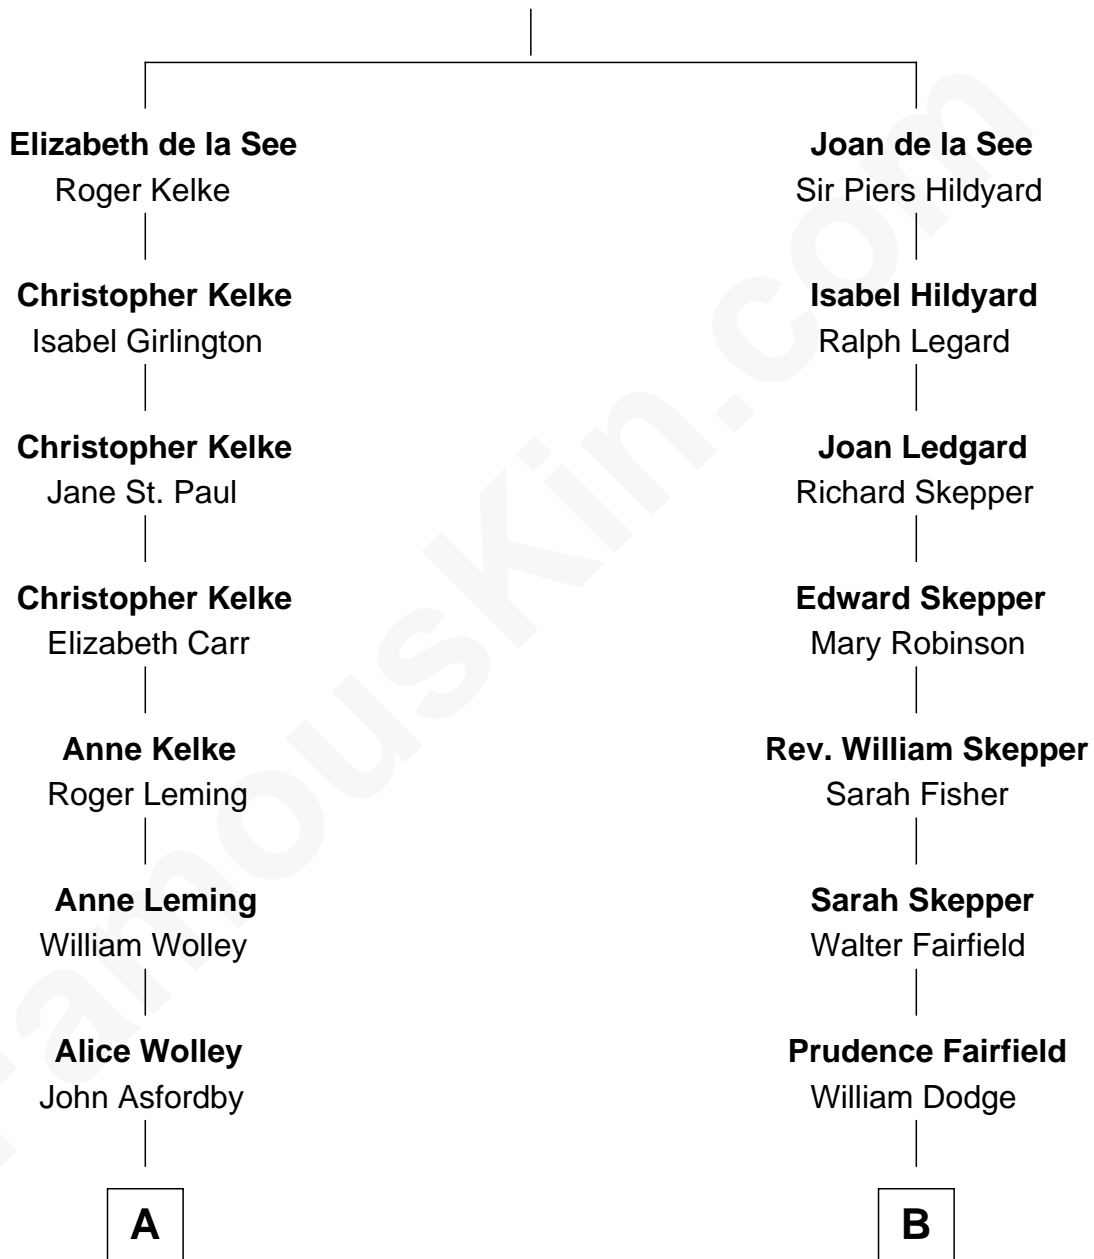 Elizabeth de la See
Roger Kelke
Christopher Kelke
Isabel Girlington
Christopher Kelke
Jane St. Paul
Christopher Kelke
Elizabeth Carr
Anne Kelke
Roger Leming
Anne Leming
William Wolley
Alice Wolley
John Asfordby
A
Joan de la See
Sir Piers Hildyard
Isabel Hildyard
Ralph Legard
Joan Ledgard
Richard Skepper
Edward Skepper
Mary Robinson
Rev. William Skepper
Sarah Fisher
Sarah Skepper
Walter Fairfield
Prudence Fairfield
William Dodge
B
FamousKin.com